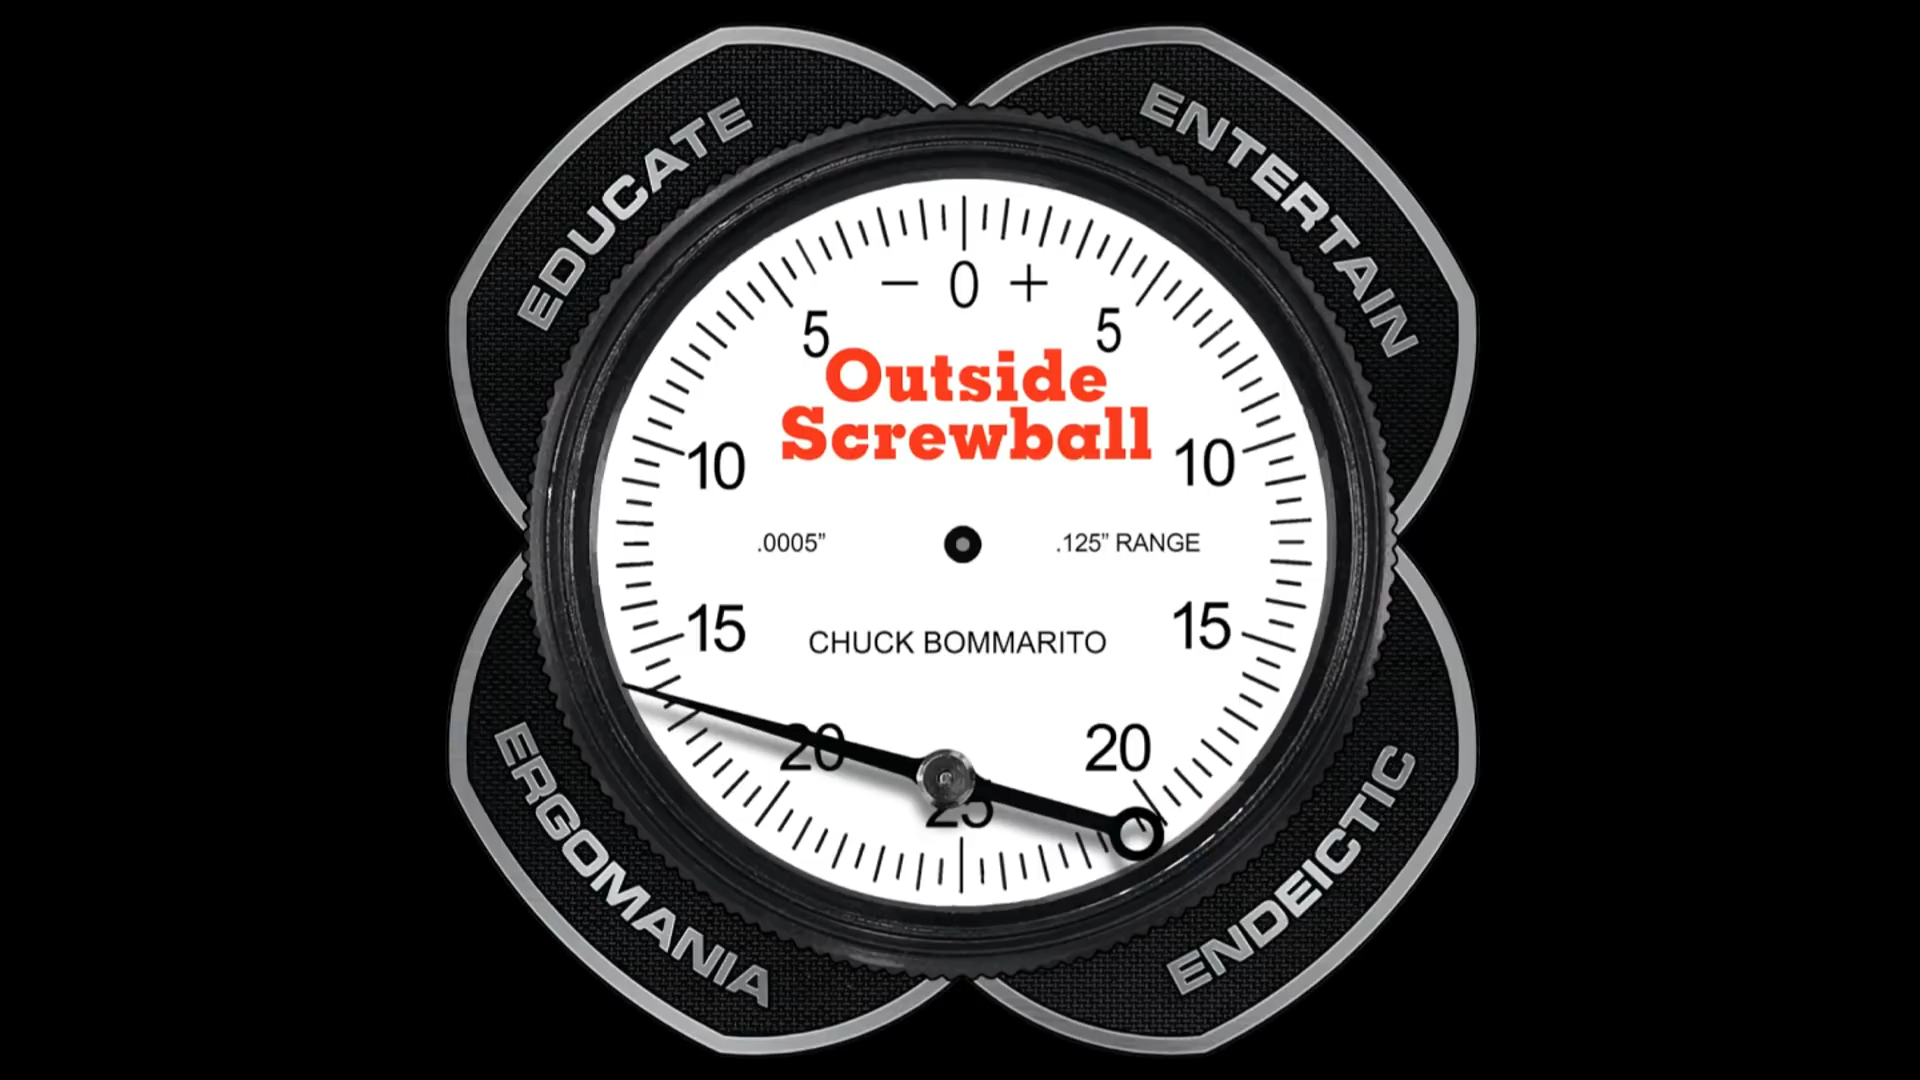 EDUCATE
ENTERTAIN
− 0 +
5 5
Outside
Screwball
10 10
.0005” .125” RANGE
15 CHUCK BOMMARITO 15
20 20
25
ERGOMANIA
ENDEICTIC